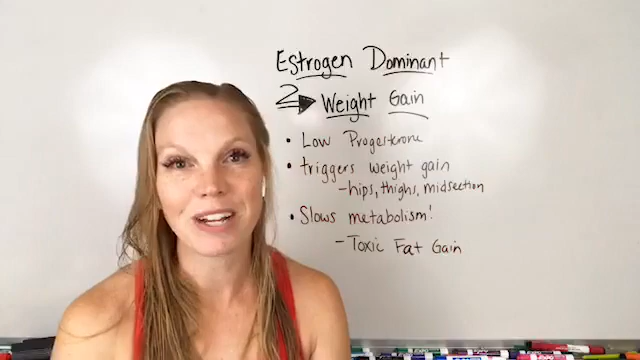 Estrogen Dominant
Weight Gain
• Low Progesterone
• triggers weight gain
- hips, thighs, midsection
• Slows metabolism!
- Toxic Fat Gain